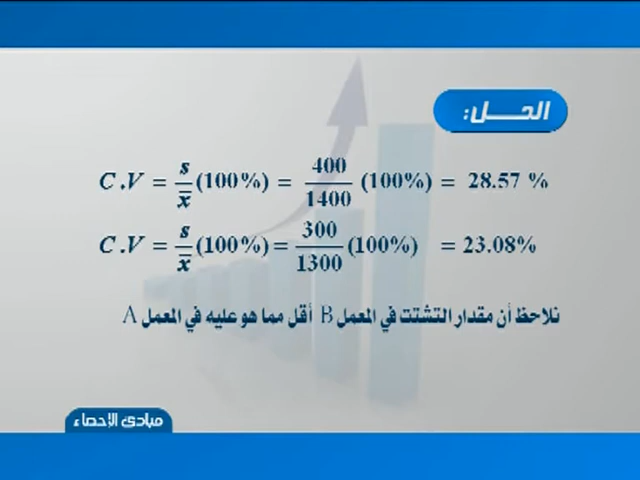 الحـــل:
C.V = s/x̄ (100%) = 400/1400 (100%) = 28.57 %
C.V = s/x̄ (100%) = 300/1300 (100%) = 23.08%
نلاحظ أن مقدار التشتت في المعمل B أقل مما هو عليه في المعمل A
مبادئ الإحصاء